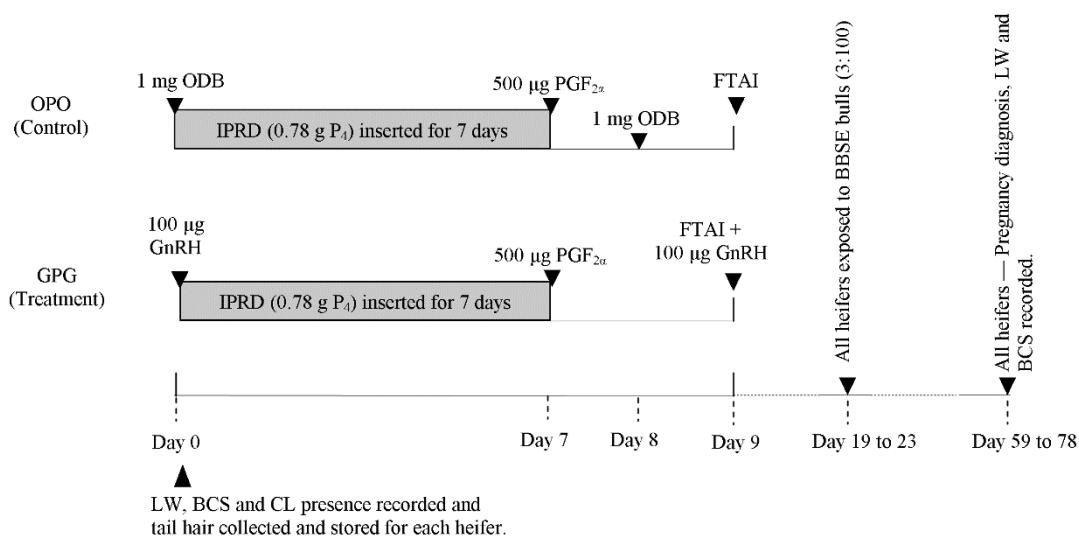 1 mg ODB
500 µg PGF2α
FTAI
OPO
(Control)
IPRD (0.78 g P4) inserted for 7 days
1 mg ODB
100 µg
GnRH
500 µg PGF2α
FTAI +
100 µg GnRH
GPG
(Treatment)
IPRD (0.78 g P4) inserted for 7 days
All heifers exposed to BBSE bulls (3:100)
All heifers — Pregnancy diagnosis, LW and
BCS recorded.
Day 0
Day 7
Day 8
Day 9
Day 19 to 23
Day 59 to 78
LW, BCS and CL presence recorded and
tail hair collected and stored for each heifer.